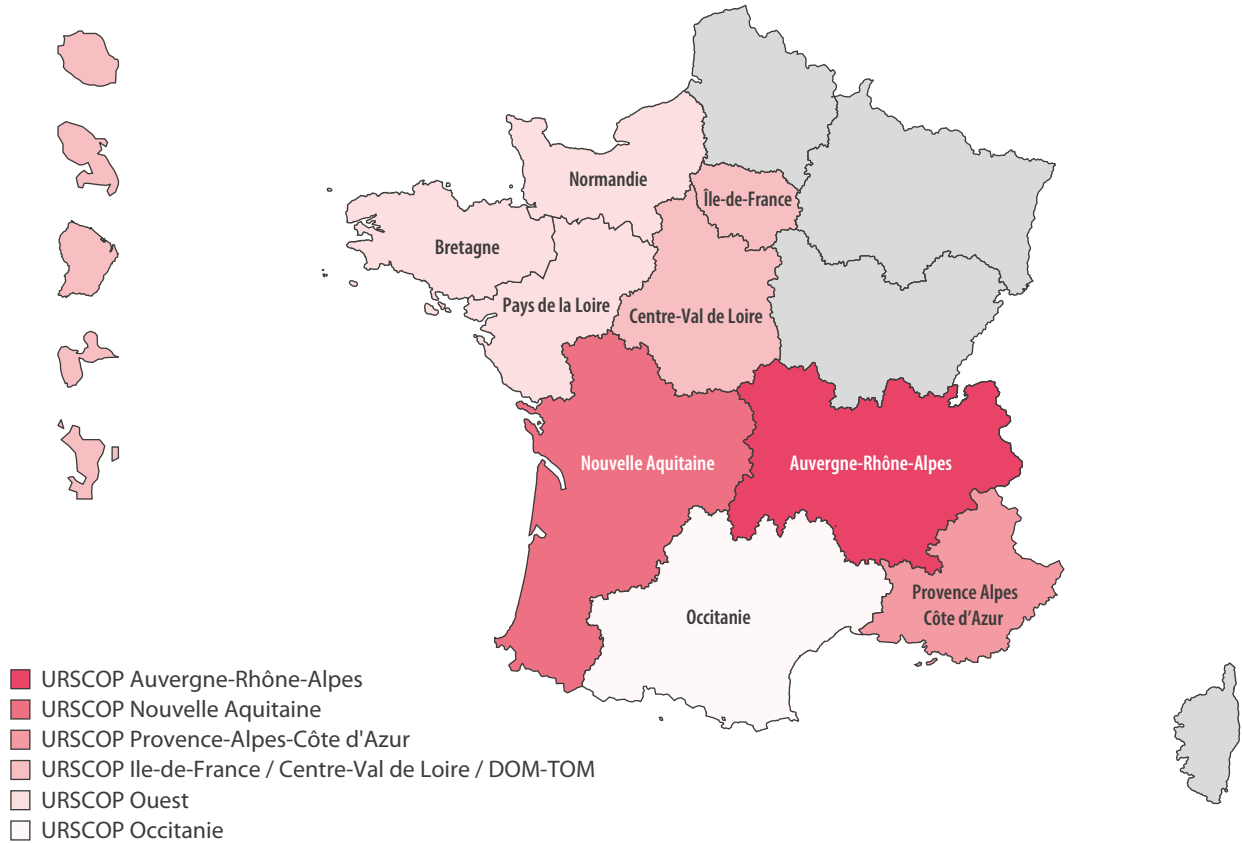 Normandie
Île-de-France
Bretagne
Pays de la Loire
Centre-Val de Loire
Nouvelle Aquitaine
Auvergne-Rhône-Alpes
Provence Alpes
Côte d’Azur
Occitanie
URSCOP Auvergne-Rhône-Alpes
URSCOP Nouvelle Aquitaine
URSCOP Provence-Alpes-Côte d'Azur
URSCOP Ile-de-France / Centre-Val de Loire / DOM-TOM
URSCOP Ouest
URSCOP Occitanie